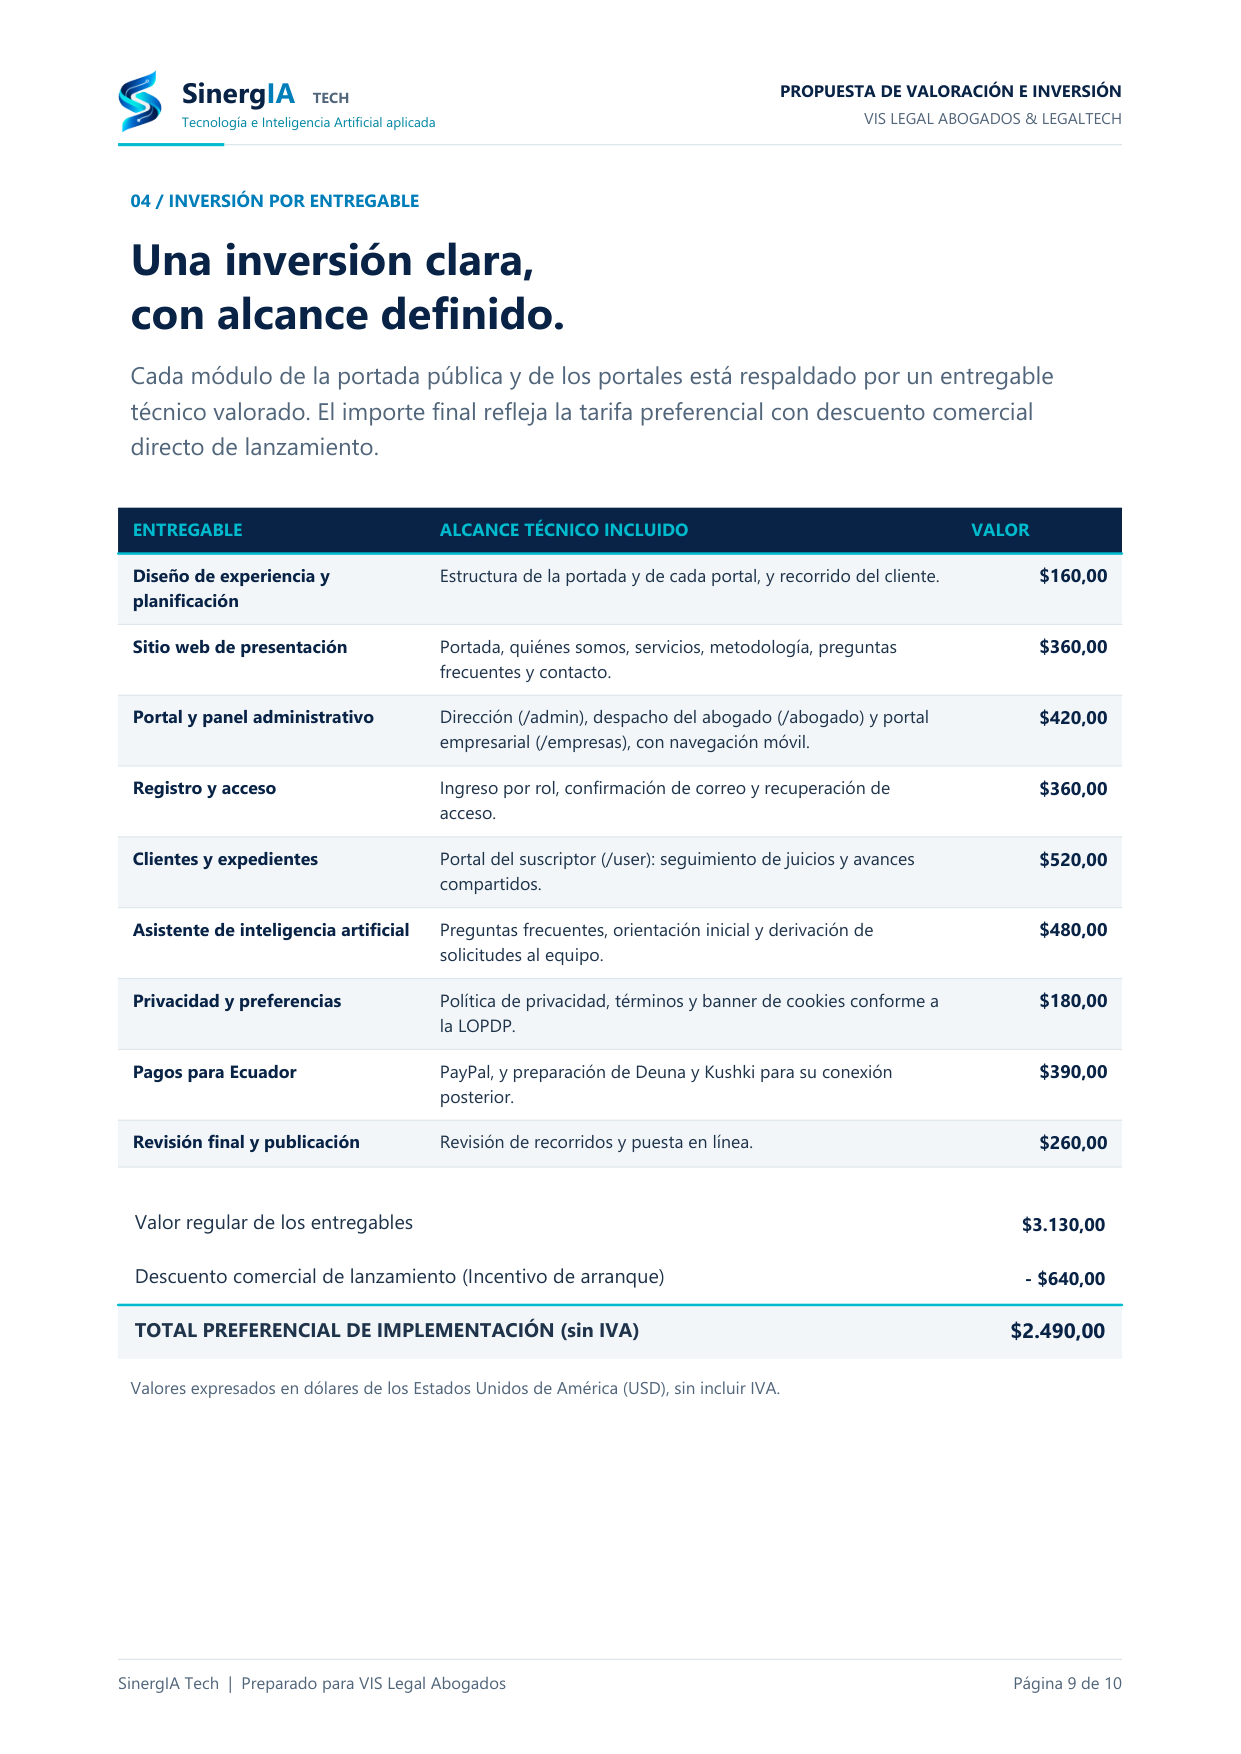 SinergIA TECH
Tecnología e Inteligencia Artificial aplicada
PROPUESTA DE VALORACIÓN E INVERSIÓN
VIS LEGAL ABOGADOS & LEGALTECH
04 / INVERSIÓN POR ENTREGABLE
Una inversión clara,
con alcance definido.
Cada módulo de la portada pública y de los portales está respaldado por un entregable
técnico valorado. El importe final refleja la tarifa preferencial con descuento comercial
directo de lanzamiento.
ENTREGABLE ALCANCE TÉCNICO INCLUIDO VALOR
Diseño de experiencia y
planificación
Estructura de la portada y de cada portal, y recorrido del cliente.
$160,00
Sitio web de presentación
Portada, quiénes somos, servicios, metodología, preguntas
frecuentes y contacto.
$360,00
Portal y panel administrativo
Dirección (/admin), despacho del abogado (/abogado) y portal
empresarial (/empresas), con navegación móvil.
$420,00
Registro y acceso
Ingreso por rol, confirmación de correo y recuperación de
acceso.
$360,00
Clientes y expedientes
Portal del suscriptor (/user): seguimiento de juicios y avances
compartidos.
$520,00
Asistente de inteligencia artificial
Preguntas frecuentes, orientación inicial y derivación de
solicitudes al equipo.
$480,00
Privacidad y preferencias
Política de privacidad, términos y banner de cookies conforme a
la LOPDP.
$180,00
Pagos para Ecuador
PayPal, y preparación de Deuna y Kushki para su conexión
posterior.
$390,00
Revisión final y publicación
Revisión de recorridos y puesta en línea.
$260,00
Valor regular de los entregables $3.130,00
Descuento comercial de lanzamiento (Incentivo de arranque) - $640,00
TOTAL PREFERENCIAL DE IMPLEMENTACIÓN (sin IVA) $2.490,00
Valores expresados en dólares de los Estados Unidos de América (USD), sin incluir IVA.
SinergIA Tech | Preparado para VIS Legal Abogados Página 9 de 10